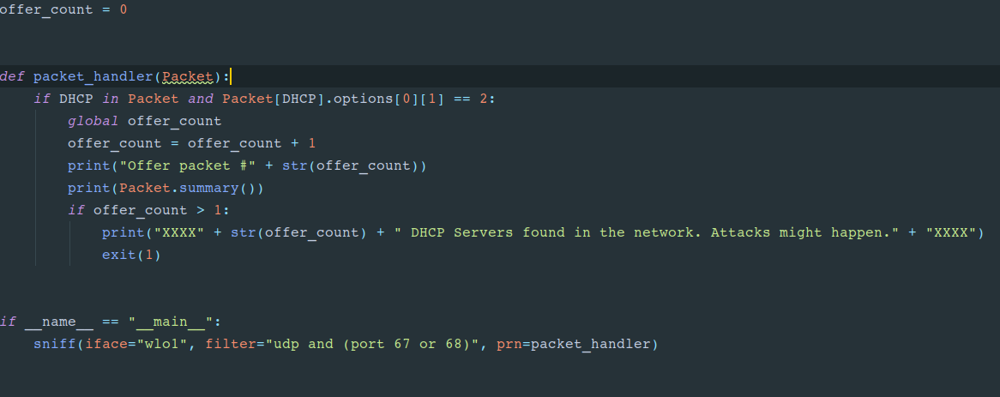 offer_count = 0
def packet_handler(Packet):
if DHCP in Packet and Packet[DHCP].options[0][1] == 2:
global offer_count
offer_count = offer_count + 1
print("Offer packet #" + str(offer_count))
print(Packet.summary())
if offer_count > 1:
print("XXXX" + str(offer_count) + " DHCP Servers found in the network. Attacks might happen." + "XXXX")
exit(1)
if __name__ == "__main__":
sniff(iface="wlo1", filter="udp and (port 67 or 68)", prn=packet_handler)